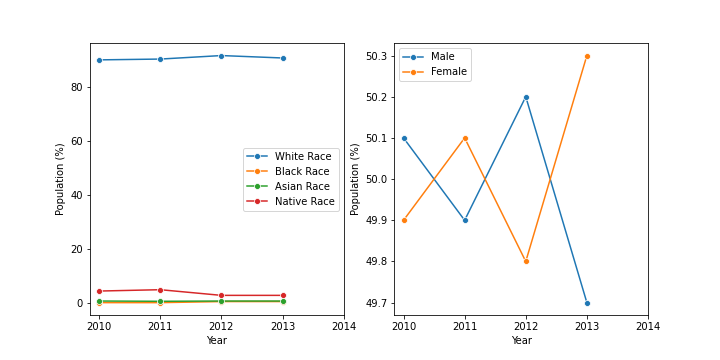 80
60
40
20
0
Population (%)
2010 2011 2012 2013 2014
Year
White Race
Black Race
Asian Race
Native Race
50.3
50.2
50.1
50.0
49.9
49.8
49.7
Population (%)
2010 2011 2012 2013 2014
Year
Male
Female